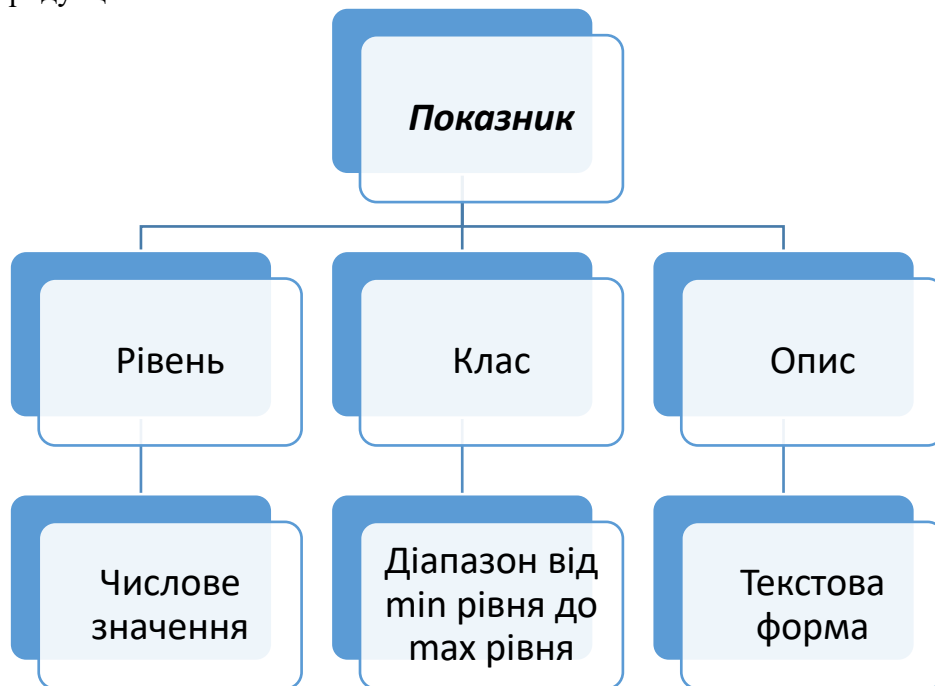 Показник
Рівень
Клас
Опис
Числове
значення
Діапазон від
min рівня до
max рівня
Текстова
форма